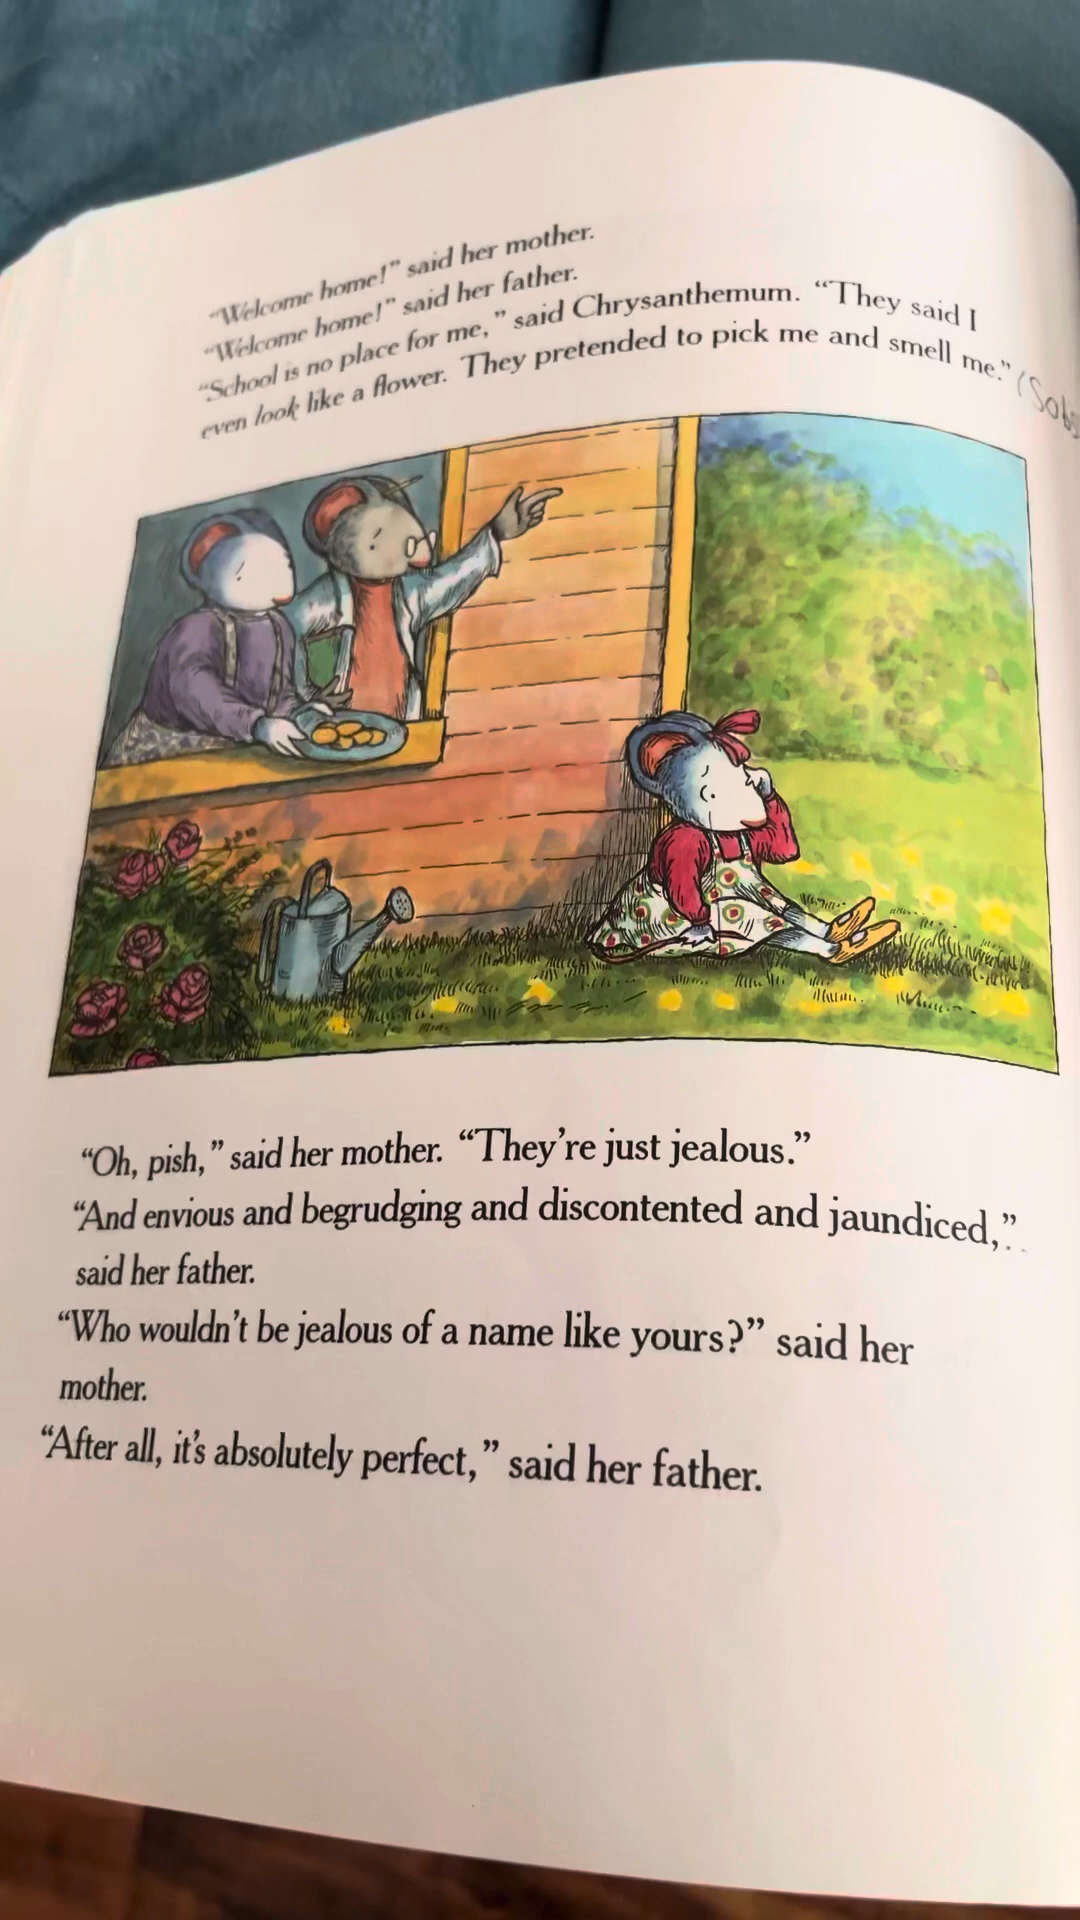 “Welcome home!” said her mother.
“Welcome home!” said her father.
“School is no place for me,” said Chrysanthemum. “They said I
even look like a flower. They pretended to pick me and smell me.” (Sobs
“Oh, pish,” said her mother. “They’re just jealous.”
“And envious and begrudging and discontented and jaundiced,”
said her father.
“Who wouldn’t be jealous of a name like yours?” said her
mother.
“After all, it’s absolutely perfect,” said her father.